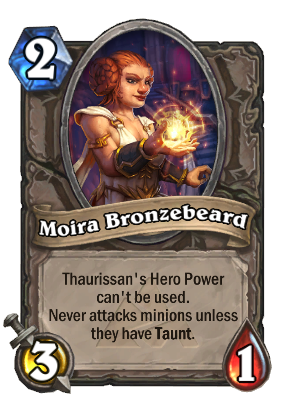 2
Moira Bronzebeard
Thaurissan's Hero Power
can't be used.
Never attacks minions unless
they have Taunt.
3
1